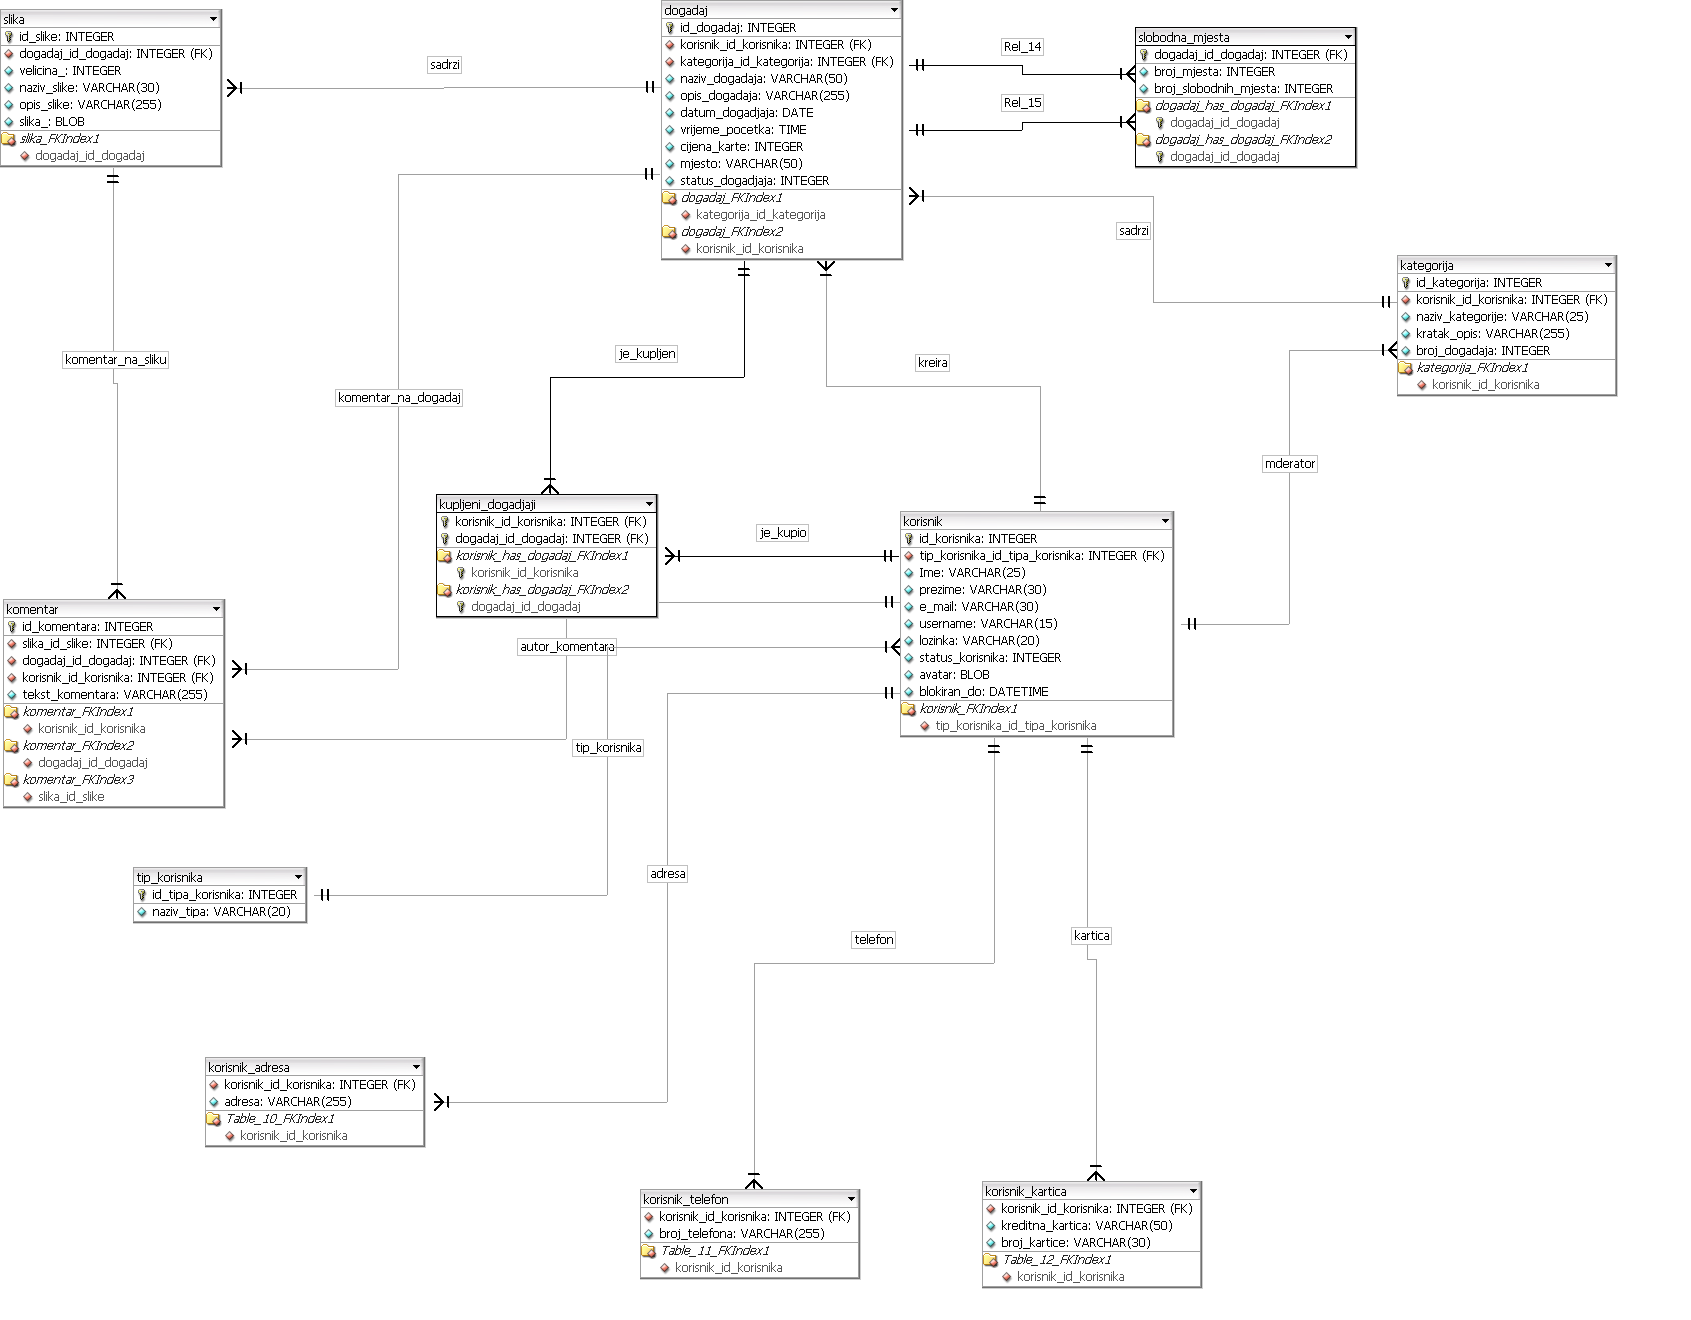 slika
id_slike: INTEGER
dogadaj_id_dogadaj: INTEGER (FK)
velicina_: INTEGER
naziv_slike: VARCHAR(30)
opis_slike: VARCHAR(255)
slika_: BLOB
slika_FKIndex1
dogadaj_id_dogadaj
sadrzi
dogadaj
id_dogadaj: INTEGER
korisnik_id_korisnika: INTEGER (FK)
kategorija_id_kategorija: INTEGER (FK)
naziv_dogadaja: VARCHAR(50)
opis_dogadaja: VARCHAR(255)
datum_dogadjaja: DATE
vrijeme_pocetka: TIME
cijena_karte: INTEGER
mjesto: VARCHAR(50)
status_dogadjaja: INTEGER
dogadaj_FKIndex1
kategorija_id_kategorija
dogadaj_FKIndex2
korisnik_id_korisnika
Rel_14
Rel_15
slobodna_mjesta
dogadaj_id_dogadaj: INTEGER (FK)
broj_mjesta: INTEGER
broj_slobodnih_mjesta: INTEGER
dogadaj_has_dogadaj_FKIndex1
dogadaj_id_dogadaj
dogadaj_has_dogadaj_FKIndex2
dogadaj_id_dogadaj
sadrzi
kategorija
id_kategorija: INTEGER
korisnik_id_korisnika: INTEGER (FK)
naziv_kategorije: VARCHAR(25)
kratak_opis: VARCHAR(255)
broj_dogadaja: INTEGER
kategorija_FKIndex1
korisnik_id_korisnika
komentar_na_sliku
komentar_na_dogadaj
je_kupljen
kreira
mderator
kupljeni_dogadjaji
korisnik_id_korisnika: INTEGER (FK)
dogadaj_id_dogadaj: INTEGER (FK)
korisnik_has_dogadaj_FKIndex1
korisnik_id_korisnika
korisnik_has_dogadaj_FKIndex2
dogadaj_id_dogadaj
je_kupio
korisnik
id_korisnika: INTEGER
tip_korisnika_id_tipa_korisnika: INTEGER (FK)
Ime: VARCHAR(25)
prezime: VARCHAR(30)
e_mail: VARCHAR(30)
username: VARCHAR(15)
lozinka: VARCHAR(20)
status_korisnika: INTEGER
avatar: BLOB
blokiran_do: DATETIME
korisnik_FKIndex1
tip_korisnika_id_tipa_korisnika
komentar
id_komentara: INTEGER
slika_id_slike: INTEGER (FK)
dogadaj_id_dogadaj: INTEGER (FK)
korisnik_id_korisnika: INTEGER (FK)
tekst_komentara: VARCHAR(255)
komentar_FKIndex1
korisnik_id_korisnika
komentar_FKIndex2
dogadaj_id_dogadaj
komentar_FKIndex3
slika_id_slike
autor_komentara
tip_korisnika
tip_korisnika
id_tipa_korisnika: INTEGER
naziv_tipa: VARCHAR(20)
adresa
telefon
kartica
korisnik_adresa
korisnik_id_korisnika: INTEGER (FK)
adresa: VARCHAR(255)
Table_10_FKIndex1
korisnik_id_korisnika
korisnik_telefon
korisnik_id_korisnika: INTEGER (FK)
broj_telefona: VARCHAR(255)
Table_11_FKIndex1
korisnik_id_korisnika
korisnik_kartica
korisnik_id_korisnika: INTEGER (FK)
kreditna_kartica: VARCHAR(50)
broj_kartice: VARCHAR(30)
Table_12_FKIndex1
korisnik_id_korisnika